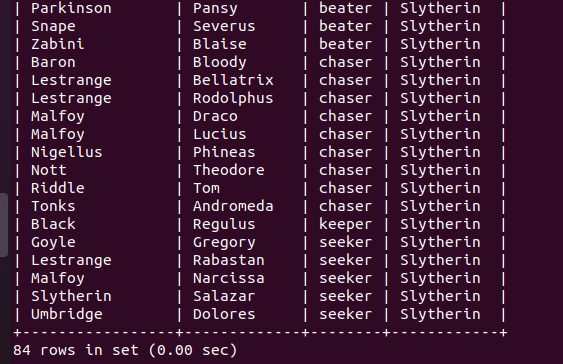 | Parkinson       | Pansy       | beater | Slytherin  |
| Snape           | Severus     | beater | Slytherin  |
| Zabini          | Blaise      | beater | Slytherin  |
| Baron           | Bloody      | chaser | Slytherin  |
| Lestrange       | Bellatrix   | chaser | Slytherin  |
| Lestrange       | Rodolphus   | chaser | Slytherin  |
| Malfoy          | Draco       | chaser | Slytherin  |
| Malfoy          | Lucius      | chaser | Slytherin  |
| Nigellus        | Phineas     | chaser | Slytherin  |
| Nott            | Theodore    | chaser | Slytherin  |
| Riddle          | Tom         | chaser | Slytherin  |
| Tonks           | Andromeda   | chaser | Slytherin  |
| Black           | Regulus     | keeper | Slytherin  |
| Goyle           | Gregory     | seeker | Slytherin  |
| Lestrange       | Rabastan    | seeker | Slytherin  |
| Malfoy          | Narcissa    | seeker | Slytherin  |
| Slytherin       | Salazar     | seeker | Slytherin  |
| Umbridge        | Dolores     | seeker | Slytherin  |
+-----------------+-------------+--------+------------+
84 rows in set (0.00 sec)